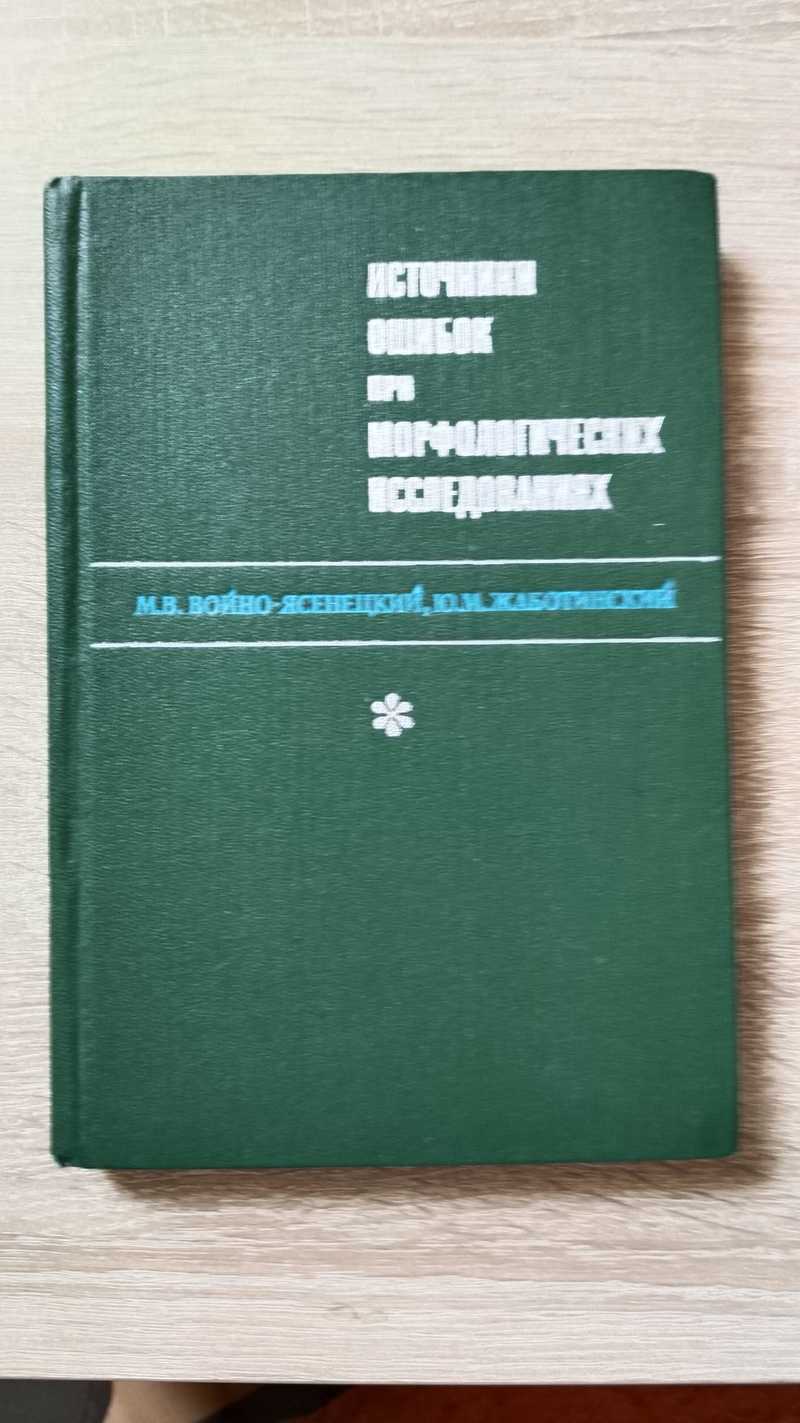 ИСТОЧНИКИ
ОШИБОК
ПРИ
МОРФОЛОГИЧЕСКИХ
ИССЛЕДОВАНИЯХ
М.В. ВОЙНО-ЯСЕНЕЦКИЙ, Ю.М. ЖАБОТИНСКИЙ